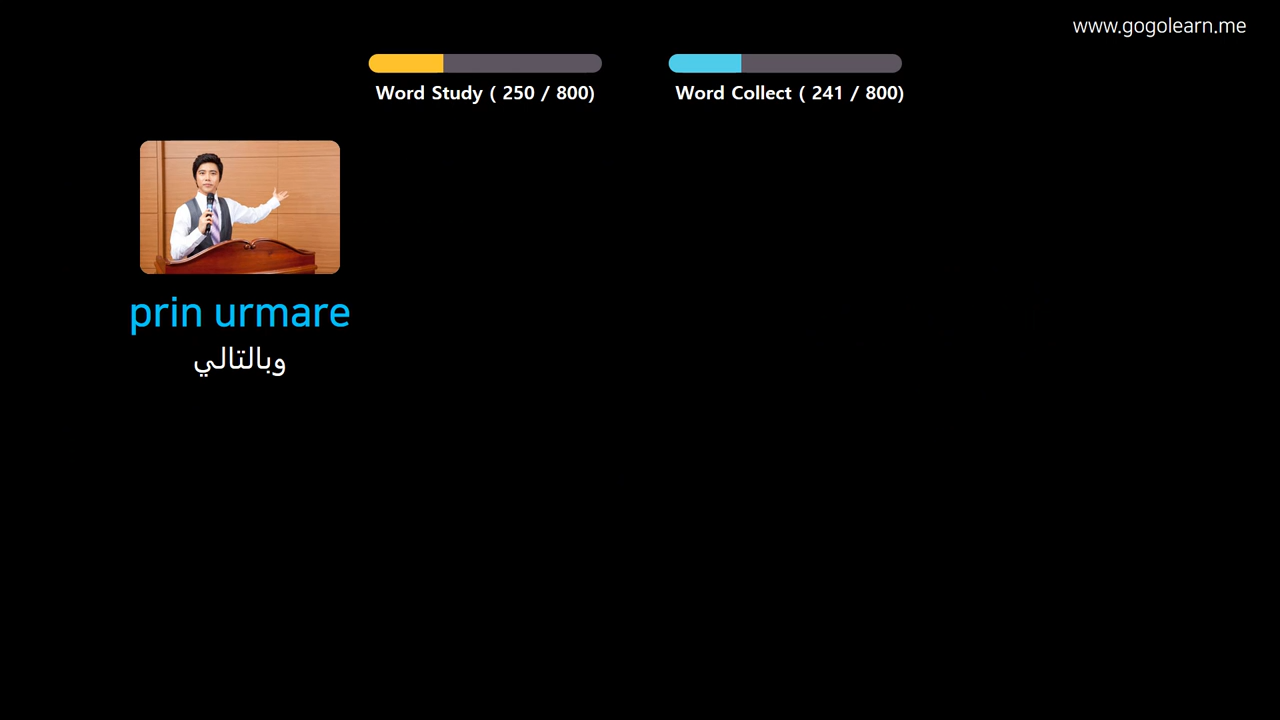 www.gogolearn.me
Word Study ( 250 / 800)
Word Collect ( 241 / 800)
prin urmare
وبالتالي